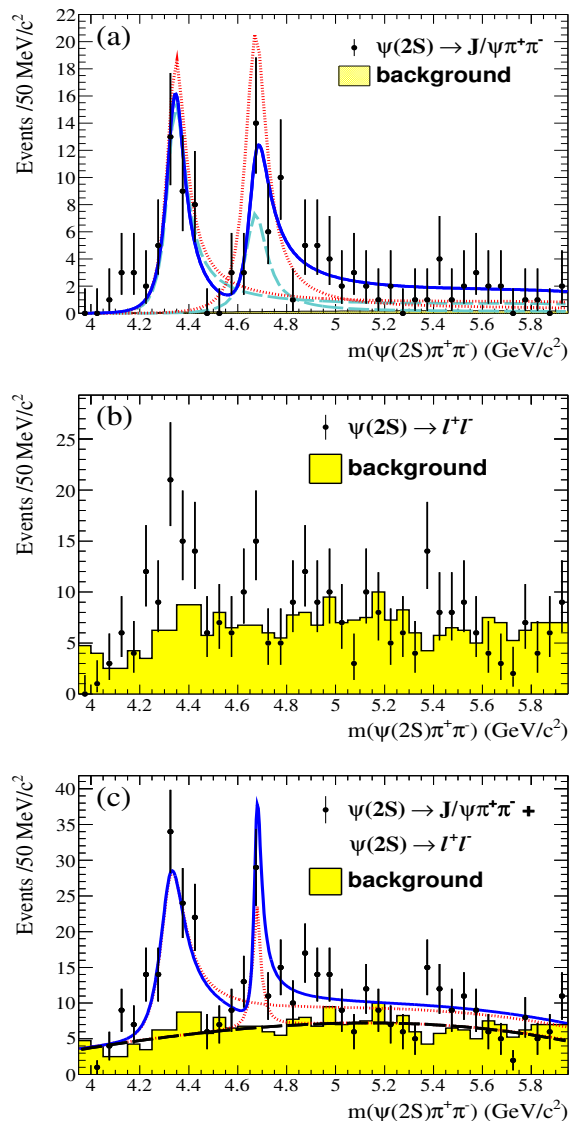 (a)
ψ(2S) → J/ψπ⁺π⁻
background
Events /50 MeV/c²
22
20
18
16
14
12
10
8
6
4
2
0
4 4.2 4.4 4.6 4.8 5 5.2 5.4 5.6 5.8
m(ψ(2S)π⁺π⁻) (GeV/c²)
(b)
ψ(2S) → l⁺l⁻
background
Events /50 MeV/c²
25
20
15
10
5
0
4 4.2 4.4 4.6 4.8 5 5.2 5.4 5.6 5.8
m(ψ(2S)π⁺π⁻) (GeV/c²)
(c)
ψ(2S) → J/ψπ⁺π⁻ +
ψ(2S) → l⁺l⁻
background
Events /50 MeV/c²
40
35
30
25
20
15
10
5
0
4 4.2 4.4 4.6 4.8 5 5.2 5.4 5.6 5.8
m(ψ(2S)π⁺π⁻) (GeV/c²)